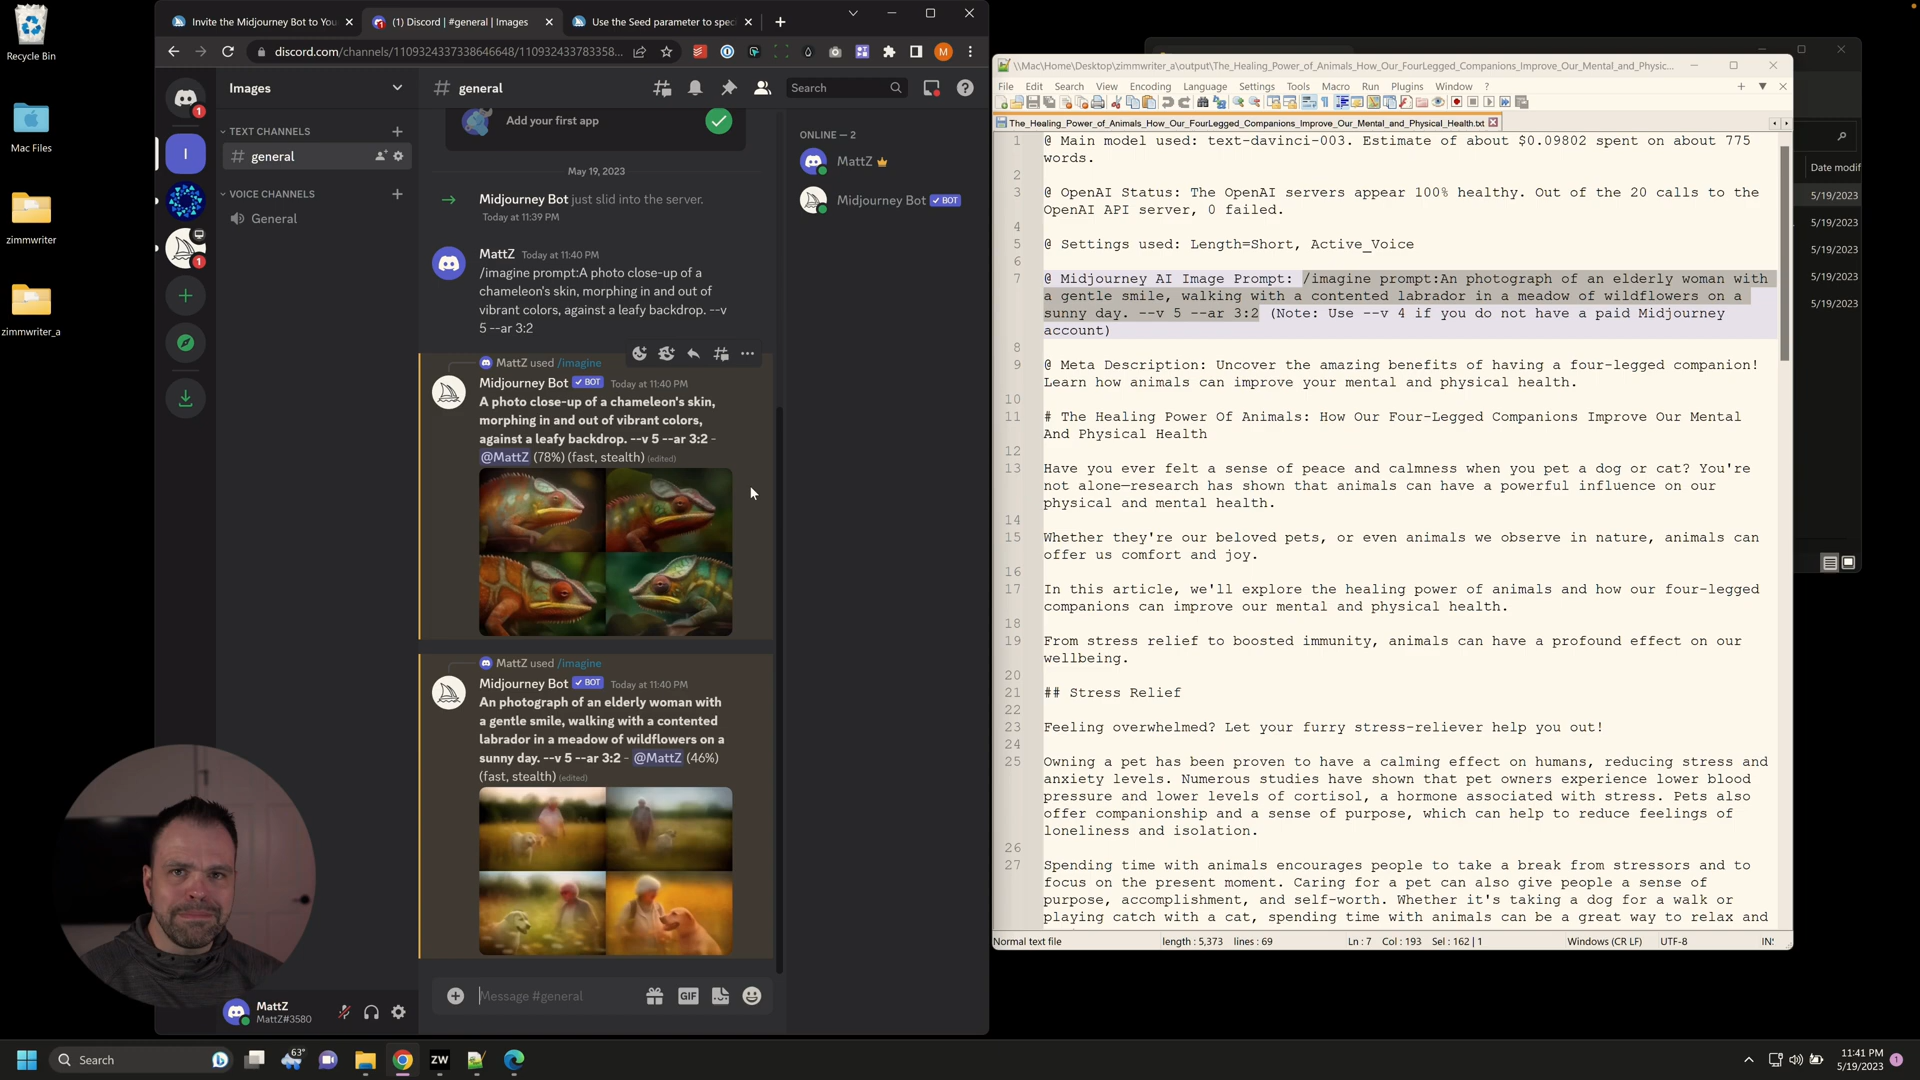 Recycle Bin
Mac Files
zimmwriter
zimmwriter_a
Invite the Midjourney Bot to You
(1) Discord | #general | Images
Use the Seed parameter to spec
discord.com/channels/1109324337338646648/110932433783358...
M
Images
general
Search
TEXT CHANNELS
general
VOICE CHANNELS
General
1
I
1
Add your first app
May 19, 2023
Midjourney Bot just slid into the server.
Today at 11:39 PM
MattZ Today at 11:40 PM
/imagine prompt:A photo close-up of a
chameleon's skin, morphing in and out of
vibrant colors, against a leafy backdrop. --v
5 --ar 3:2
MattZ used /imagine
Midjourney Bot BOT Today at 11:40 PM
A photo close-up of a chameleon's skin,
morphing in and out of vibrant colors,
against a leafy backdrop. --v 5 --ar 3:2 -
@MattZ (78%) (fast, stealth) (edited)
MattZ used /imagine
Midjourney Bot BOT Today at 11:40 PM
An photograph of an elderly woman with
a gentle smile, walking with a contented
labrador in a meadow of wildflowers on a
sunny day. --v 5 --ar 3:2 - @MattZ (46%)
(fast, stealth) (edited)
Message #general
GIF
MattZ
MattZ#3580
ONLINE — 2
MattZ
Midjourney Bot BOT
\\Mac\Home\Desktop\zimmwriter_a\output\The_Healing_Power_of_Animals_How_Our_FourLegged_Companions_Improve_Our_Mental_and_Physic...
File Edit Search View Encoding Language Settings Tools Macro Run Plugins Window ?
The_Healing_Power_of_Animals_How_Our_FourLegged_Companions_Improve_Our_Mental_and_Physical_Health.txt
1 @ Main model used: text-davinci-003. Estimate of about $0.09802 spent on about 775
words.
2
3 @ OpenAI Status: The OpenAI servers appear 100% healthy. Out of the 20 calls to the
OpenAI API server, 0 failed.
4
5 @ Settings used: Length=Short, Active_Voice
6
7 @ Midjourney AI Image Prompt: /imagine prompt:An photograph of an elderly woman with
a gentle smile, walking with a contented labrador in a meadow of wildflowers on a
sunny day. --v 5 --ar 3:2 (Note: Use --v 4 if you do not have a paid Midjourney
account)
8
9 @ Meta Description: Uncover the amazing benefits of having a four-legged companion!
Learn how animals can improve your mental and physical health.
10
11 # The Healing Power Of Animals: How Our Four-Legged Companions Improve Our Mental
And Physical Health
12
13 Have you ever felt a sense of peace and calmness when you pet a dog or cat? You're
not alone—research has shown that animals can have a powerful influence on our
physical and mental health.
14
15 Whether they're our beloved pets, or even animals we observe in nature, animals can
offer us comfort and joy.
16
17 In this article, we'll explore the healing power of animals and how our four-legged
companions can improve our mental and physical health.
18
19 From stress relief to boosted immunity, animals can have a profound effect on our
wellbeing.
20
21 ## Stress Relief
22
23 Feeling overwhelmed? Let your furry stress-reliever help you out!
24
25 Owning a pet has been proven to have a calming effect on humans, reducing stress and
anxiety levels. Numerous studies have shown that pet owners experience lower blood
pressure and lower levels of cortisol, a hormone associated with stress. Pets also
offer companionship and a sense of purpose, which can help to reduce feelings of
loneliness and isolation.
26
27 Spending time with animals encourages people to take a break from stressors and to
focus on the present moment. Caring for a pet can also give people a sense of
purpose, accomplishment, and self-worth. Whether it's taking a dog for a walk or
playing catch with a cat, spending time with animals can be a great way to relax and
Normal text file length : 5,373 lines : 69 Ln : 7 Col : 193 Sel : 162 | 1 Windows (CR LF) UTF-8 IN
Date modif
5/19/2023
5/19/2023
5/19/2023
5/19/2023
5/19/2023
Search
63°
ZW
11:41 PM
5/19/2023
1